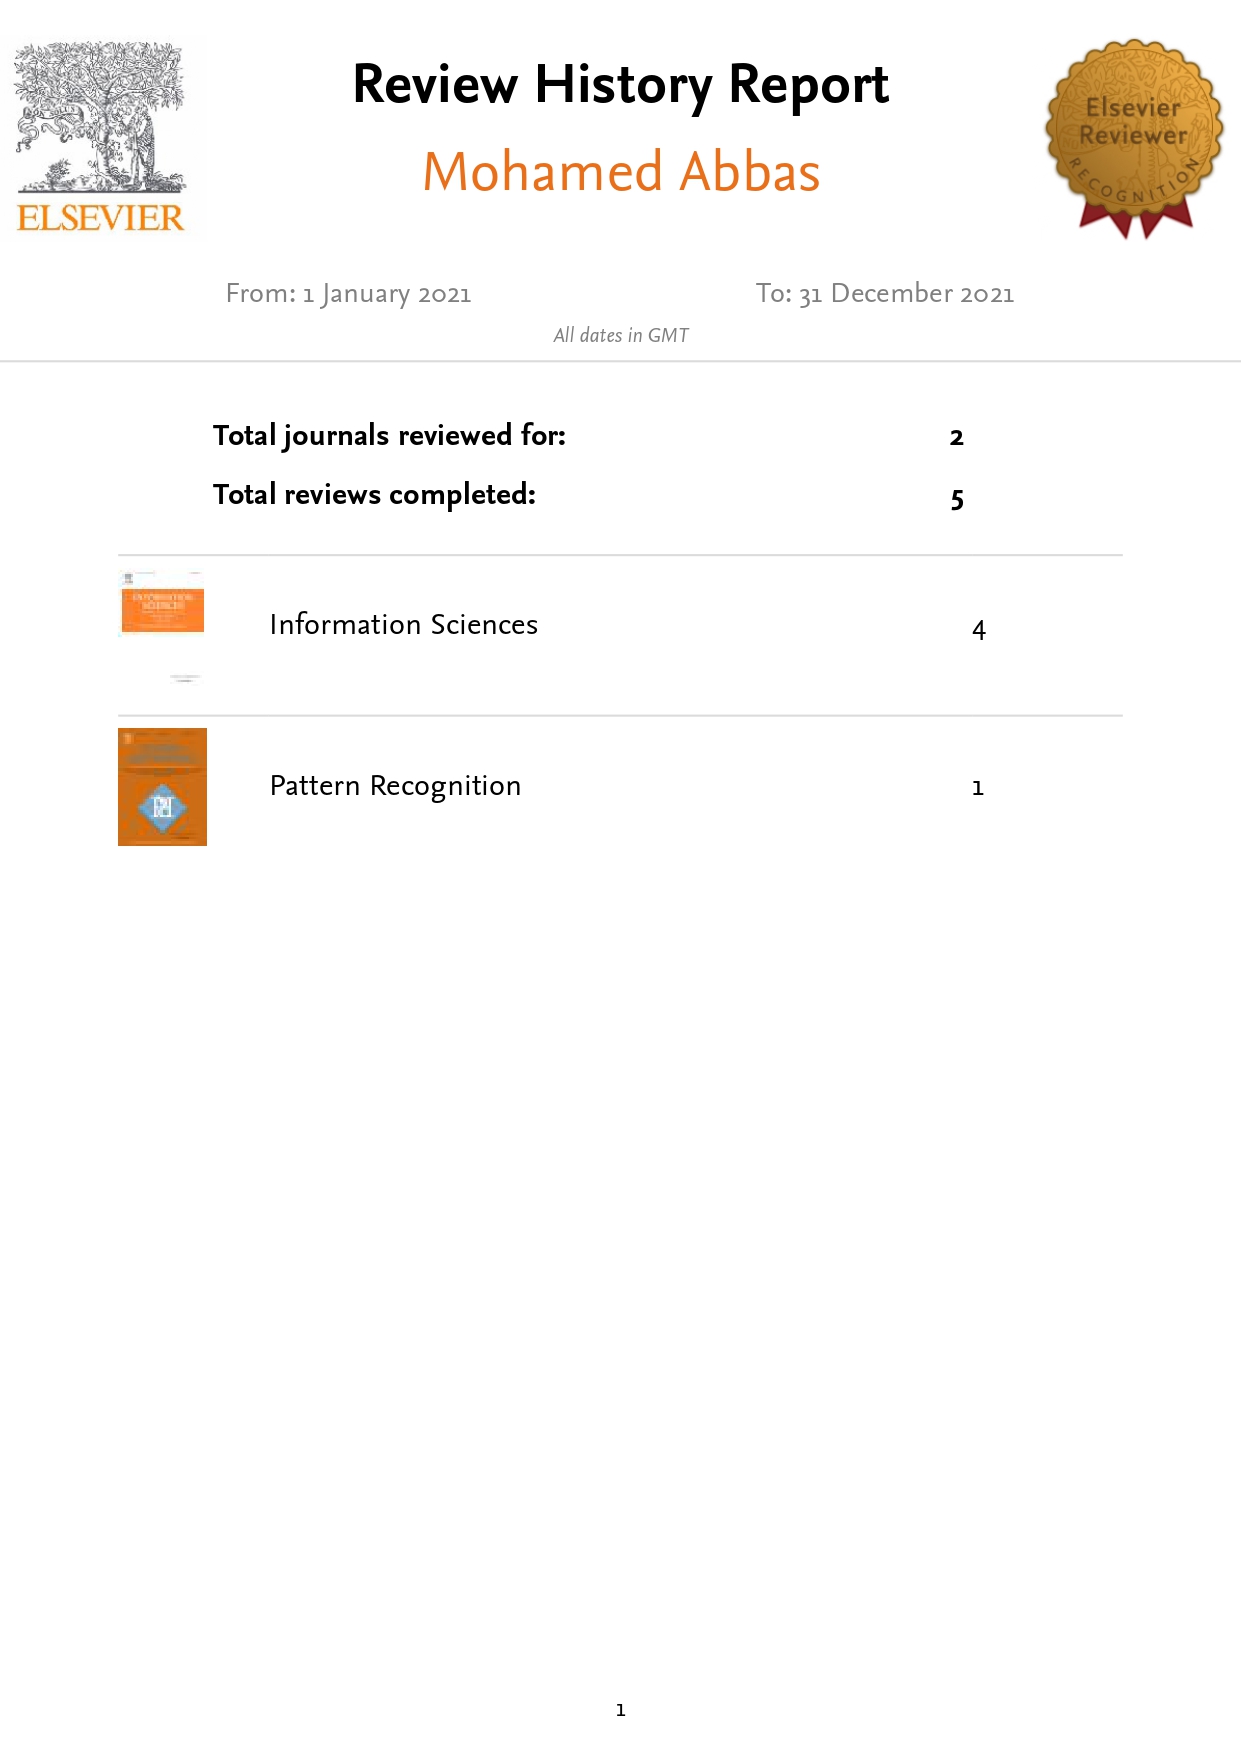 Review History Report
Mohamed Abbas
ELSEVIER
Elsevier
Reviewer
RECOGNITION
From: 1 January 2021 To: 31 December 2021
All dates in GMT
Total journals reviewed for: 2
Total reviews completed: 5
Information Sciences 4
Pattern Recognition 1
1